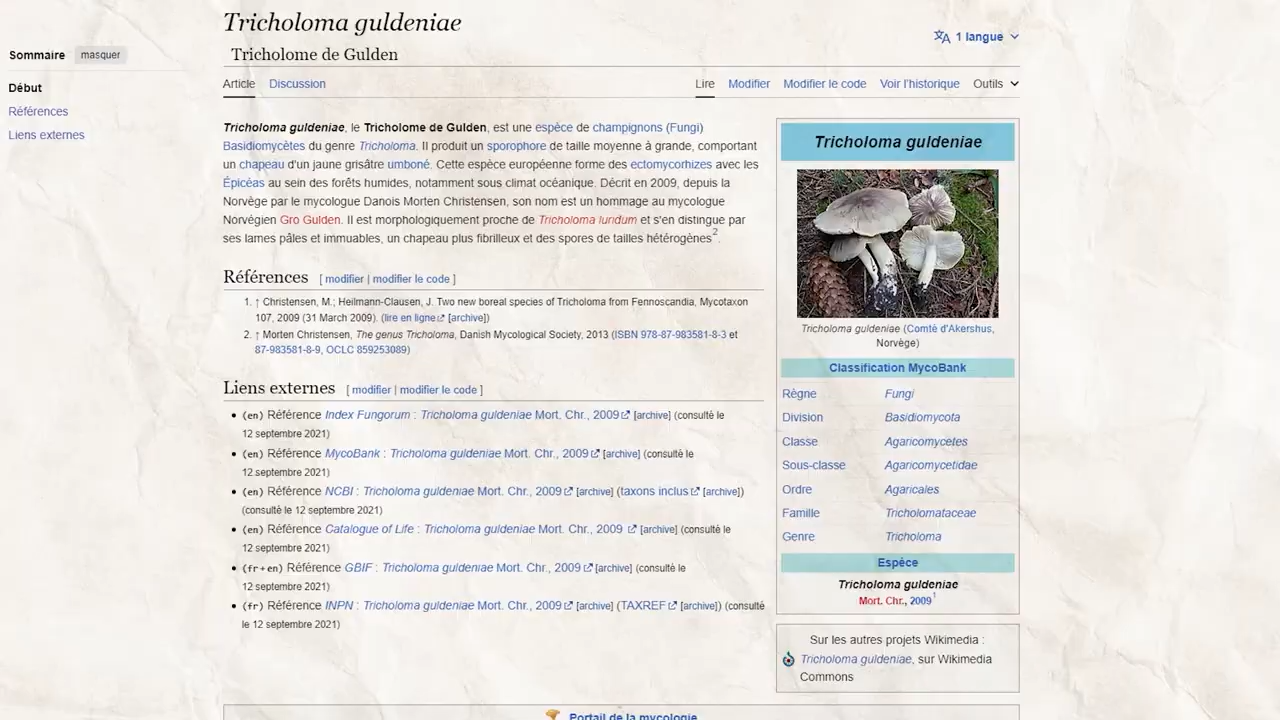 Tricholoma guldeniae
Tricholome de Gulden
1 langue
Sommaire masquer
Début
Références
Liens externes
Article Discussion Lire Modifier Modifier le code Voir l'historique Outils
Tricholoma guldeniae, le Tricholome de Gulden, est une espèce de champignons (Fungi)
Basidiomycètes du genre Tricholoma. Il produit un sporophore de taille moyenne à grande, comportant
un chapeau d'un jaune grisâtre umboné. Cette espèce européenne forme des ectomycorhizes avec les
Épicéas au sein des forêts humides, notamment sous climat océanique. Décrit en 2009, depuis la
Norvège par le mycologue Danois Morten Christensen, son nom est un hommage au mycologue
Norvégien Gro Gulden. Il est morphologiquement proche de Tricholoma luridum et s'en distingue par
ses lames pâles et immuables, un chapeau plus fibrilleux et des spores de tailles hétérogènes2.
Références [ modifier | modifier le code ]
1. ↑ Christensen, M.; Heilmann-Clausen, J. Two new boreal species of Tricholoma from Fennoscandia, Mycotaxon
107, 2009 (31 March 2009). (lire en ligne [archive])
2. ↑ Morten Christensen, The genus Tricholoma, Danish Mycological Society, 2013 (ISBN 978-87-983581-8-3 et
87-983581-8-9, OCLC 859253089)
Liens externes [ modifier | modifier le code ]
• (en) Référence Index Fungorum : Tricholoma guldeniae Mort. Chr., 2009 [archive] (consulté le
12 septembre 2021)
• (en) Référence MycoBank : Tricholoma guldeniae Mort. Chr., 2009 [archive] (consulté le
12 septembre 2021)
• (en) Référence NCBI : Tricholoma guldeniae Mort. Chr., 2009 [archive] (taxons inclus [archive])
(consulté le 12 septembre 2021)
• (en) Référence Catalogue of Life : Tricholoma guldeniae Mort. Chr., 2009 [archive] (consulté le
12 septembre 2021)
• (fr+en) Référence GBIF : Tricholoma guldeniae Mort. Chr., 2009 [archive] (consulté le
12 septembre 2021)
• (fr) Référence INPN : Tricholoma guldeniae Mort. Chr., 2009 [archive] (TAXREF [archive]) (consulté
le 12 septembre 2021)
Tricholoma guldeniae
Tricholoma guldeniae (Comté d'Akershus,
Norvège)
Classification MycoBank
Règne Fungi
Division Basidiomycota
Classe Agaricomycetes
Sous-classe Agaricomycetidae
Ordre Agaricales
Famille Tricholomataceae
Genre Tricholoma
Espèce
Tricholoma guldeniae
Mort. Chr., 2009 1
Sur les autres projets Wikimedia :
Tricholoma guldeniae, sur Wikimedia
Commons
Portail de la mycologie